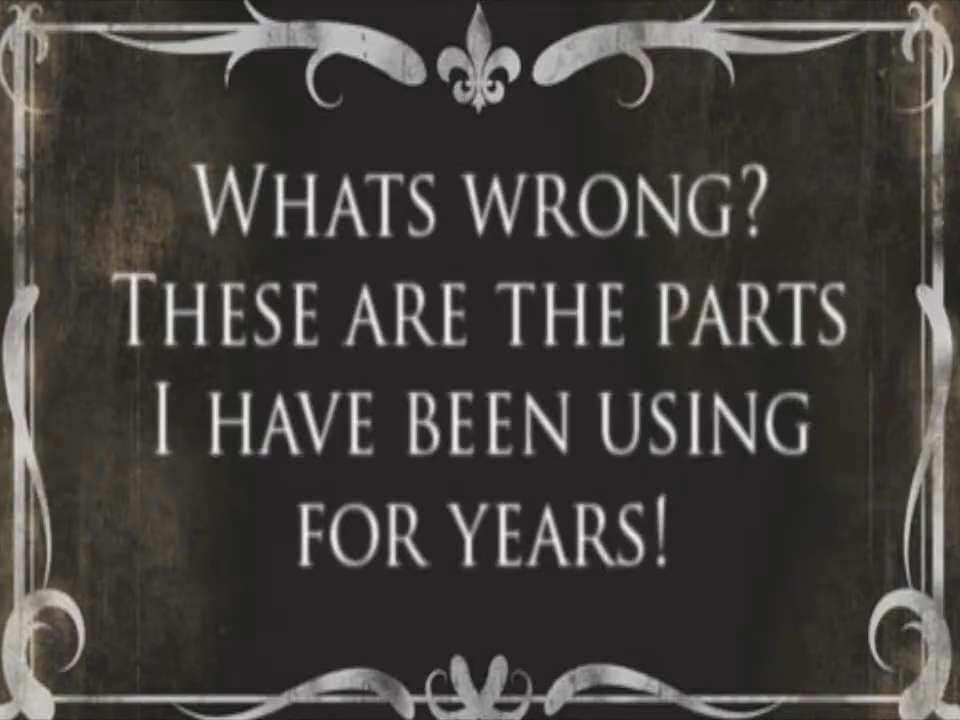 WHATS WRONG?
THESE ARE THE PARTS
I HAVE BEEN USING
FOR YEARS!